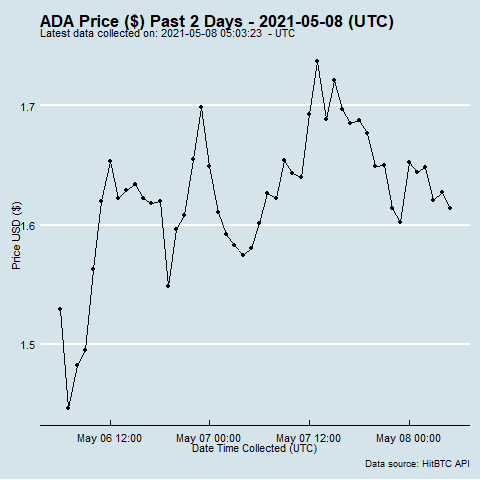 ADA Price ($) Past 2 Days - 2021-05-08 (UTC)
Latest data collected on: 2021-05-08 05:03:23 - UTC
1.7
1.6
1.5
Price USD ($)
May 06 12:00 May 07 00:00 May 07 12:00 May 08 00:00
Date Time Collected (UTC)
Data source: HitBTC API